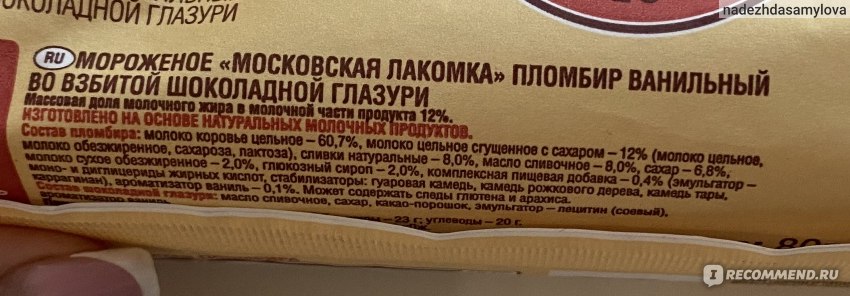 nadezhdasamylova
ШОКОЛАДНОЙ ГЛАЗУРИ
RU МОРОЖЕНОЕ «МОСКОВСКАЯ ЛАКОМКА» ПЛОМБИР ВАНИЛЬНЫЙ
ВО ВЗБИТОЙ ШОКОЛАДНОЙ ГЛАЗУРИ
Массовая доля молочного жира в молочной части продукта 12%.
ИЗГОТОВЛЕНО НА ОСНОВЕ НАТУРАЛЬНЫХ МОЛОЧНЫХ ПРОДУКТОВ.
Состав пломбира: молоко коровье цельное – 60,7%, молоко цельное сгущенное с сахаром – 12% (молоко цельное,
молоко обезжиренное, сахароза, лактоза), сливки натуральные – 8,0%, масло сливочное – 8,0%, сахар – 6,8%,
молоко сухое обезжиренное – 2,0%, глюкозный сироп – 2,0%, комплексная пищевая добавка – 0,4% (эмульгатор –
моно- и диглицериды жирных кислот, стабилизаторы: гуаровая камедь, камедь рожкового дерева, камедь тары,
каррагинан), ароматизатор ваниль – 0,1%. Может содержать следы глютена и арахиса.
Состав глазури: масло сливочное, сахар, какао-порошок, эмульгатор – лецитин (соевый),
ваниль
– 23 г; углеводы – 20 г.
80
IRECOMMEND.RU